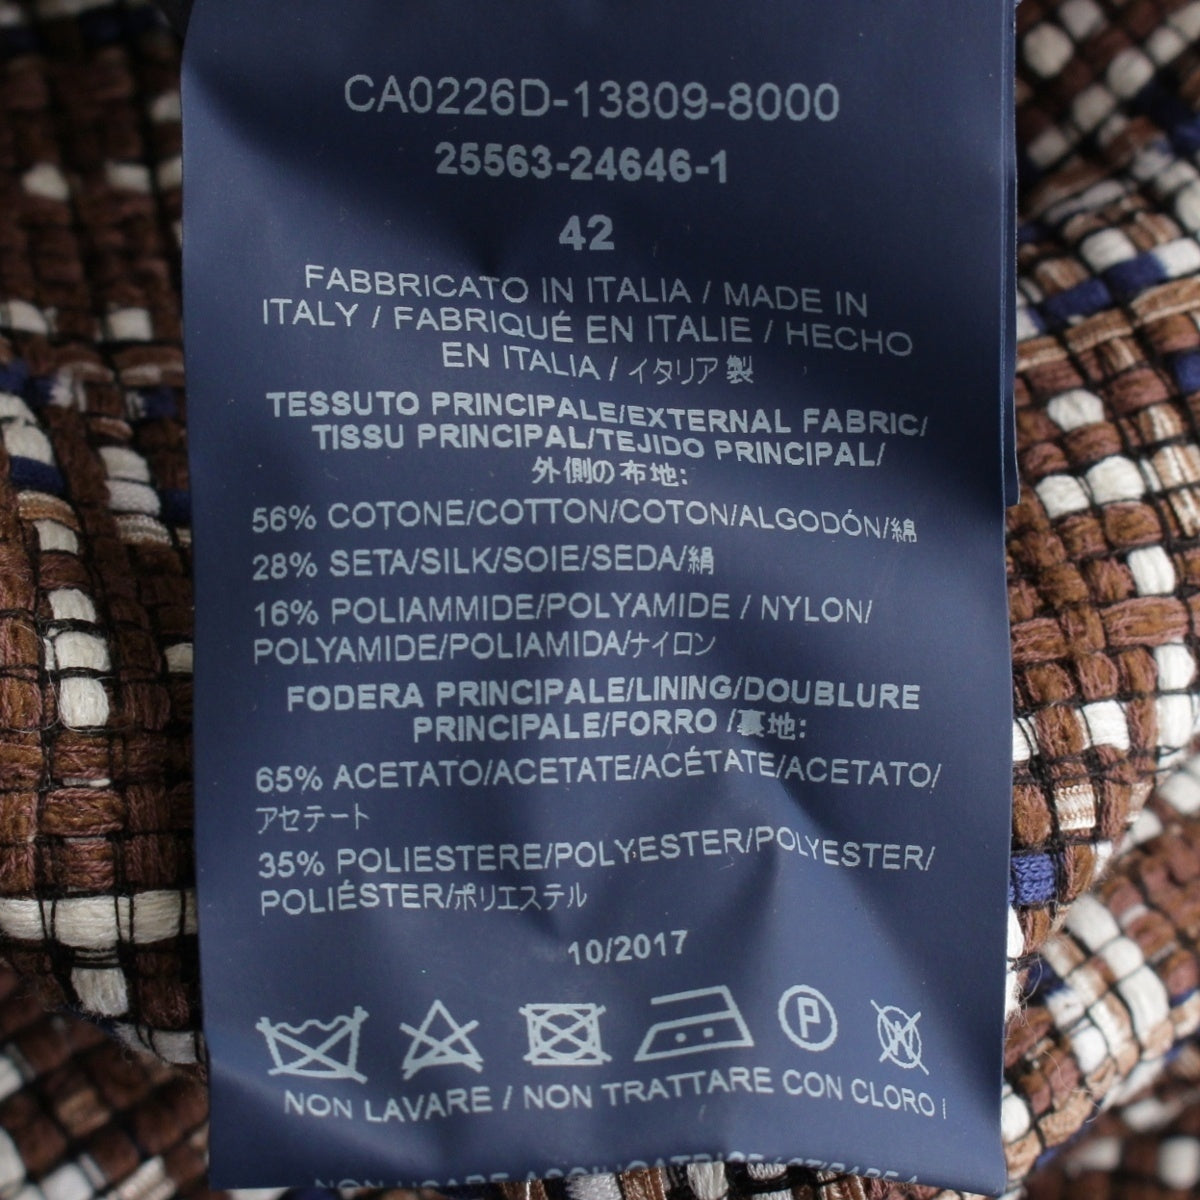 CA0226D-13809-8000
25563-24646-1
42
FABBRICATO IN ITALIA / MADE IN
ITALY / FABRIQUÉ EN ITALIE / HECHO
EN ITALIA / イタリア製
TESSUTO PRINCIPALE/EXTERNAL FABRIC/
TISSU PRINCIPAL/TEJIDO PRINCIPAL/
外側の布地:
56% COTONE/COTTON/COTON/ALGODÓN/綿
28% SETA/SILK/SOIE/SEDA/絹
16% POLIAMMIDE/POLYAMIDE / NYLON/
POLYAMIDE/POLIAMIDA/ナイロン
FODERA PRINCIPALE/LINING/DOUBLURE
PRINCIPALE/FORRO /裏地:
65% ACETATO/ACETATE/ACÉTATE/ACETATO/
アセテート
35% POLIESTERE/POLYESTER/POLYESTER/
POLIÉSTER/ポリエステル
10/2017
P W
NON LAVARE / NON TRATTARE CON CLORO /
NON USARE ASCIUGATRICE